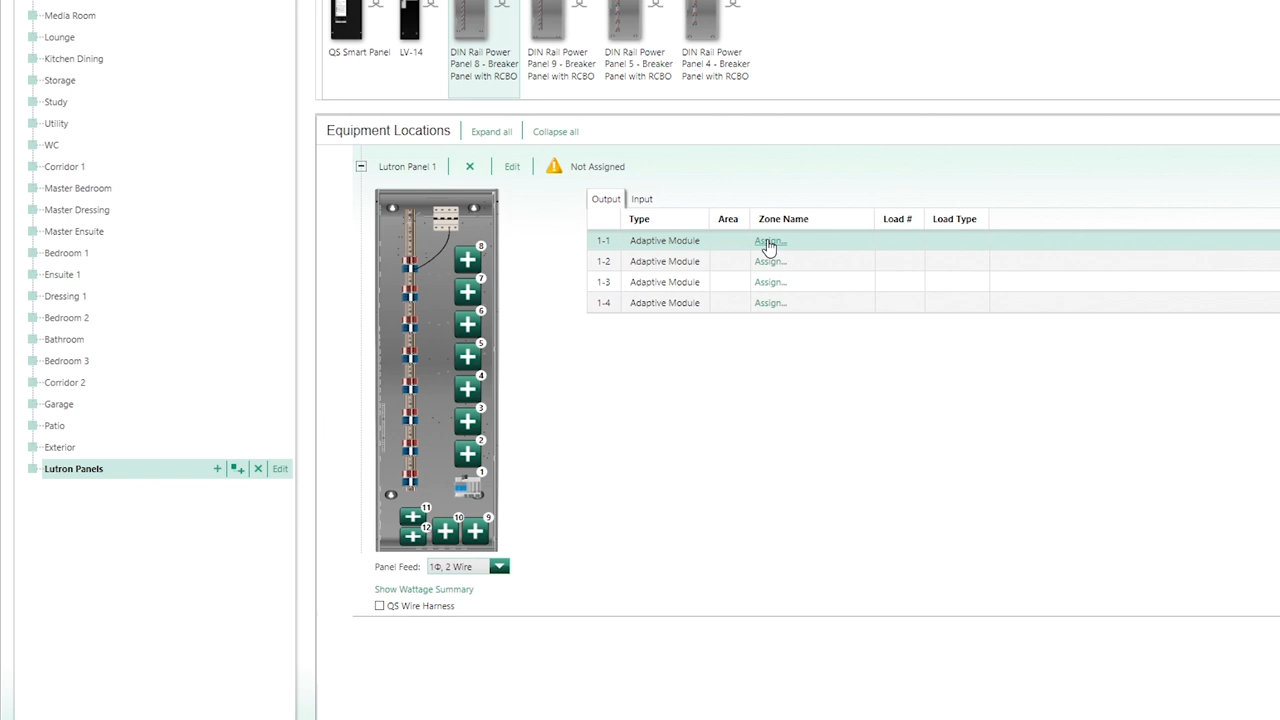 Media Room
Lounge
Kitchen Dining
Storage
Study
Utility
WC
Corridor 1
Master Bedroom
Master Dressing
Master Ensuite
Bedroom 1
Ensuite 1
Dressing 1
Bedroom 2
Bathroom
Bedroom 3
Corridor 2
Garage
Patio
Exterior
Lutron Panels + × Edit
QS Smart Panel
LV-14
DIN Rail Power
Panel 8 - Breaker
Panel with RCBO
DIN Rail Power
Panel 9 - Breaker
Panel with RCBO
DIN Rail Power
Panel 5 - Breaker
Panel with RCBO
DIN Rail Power
Panel 4 - Breaker
Panel with RCBO
Equipment Locations Expand all Collapse all
Lutron Panel 1 × Edit Not Assigned
8
7
6
5
4
3
2
1
11
12 10 9
Panel Feed: 1Φ, 2 Wire
Show Wattage Summary
QS Wire Harness
Output Input
Type Area Zone Name Load # Load Type
1-1 Adaptive Module Assign...
1-2 Adaptive Module Assign...
1-3 Adaptive Module Assign...
1-4 Adaptive Module Assign...